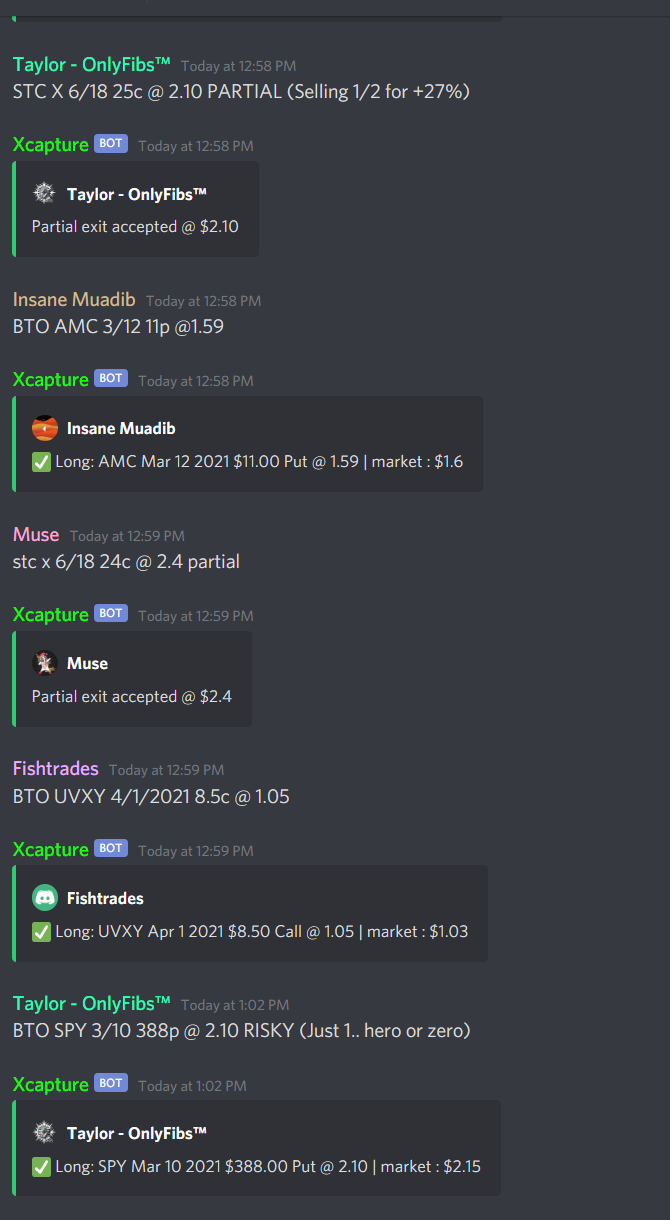 Taylor - OnlyFibs™ Today at 12:58 PM
STC X 6/18 25c @ 2.10 PARTIAL (Selling 1/2 for +27%)
Xcapture BOT Today at 12:58 PM
Taylor - OnlyFibs™
Partial exit accepted @ $2.10
Insane Muadib Today at 12:58 PM
BTO AMC 3/12 11p @1.59
Xcapture BOT Today at 12:58 PM
Insane Muadib
✅ Long: AMC Mar 12 2021 $11.00 Put @ 1.59 | market : $1.6
Muse Today at 12:59 PM
stc x 6/18 24c @ 2.4 partial
Xcapture BOT Today at 12:59 PM
Muse
Partial exit accepted @ $2.4
Fishtrades Today at 12:59 PM
BTO UVXY 4/1/2021 8.5c @ 1.05
Xcapture BOT Today at 12:59 PM
Fishtrades
✅ Long: UVXY Apr 1 2021 $8.50 Call @ 1.05 | market : $1.03
Taylor - OnlyFibs™ Today at 1:02 PM
BTO SPY 3/10 388p @ 2.10 RISKY (Just 1.. hero or zero)
Xcapture BOT Today at 1:02 PM
Taylor - OnlyFibs™
✅ Long: SPY Mar 10 2021 $388.00 Put @ 2.10 | market : $2.15